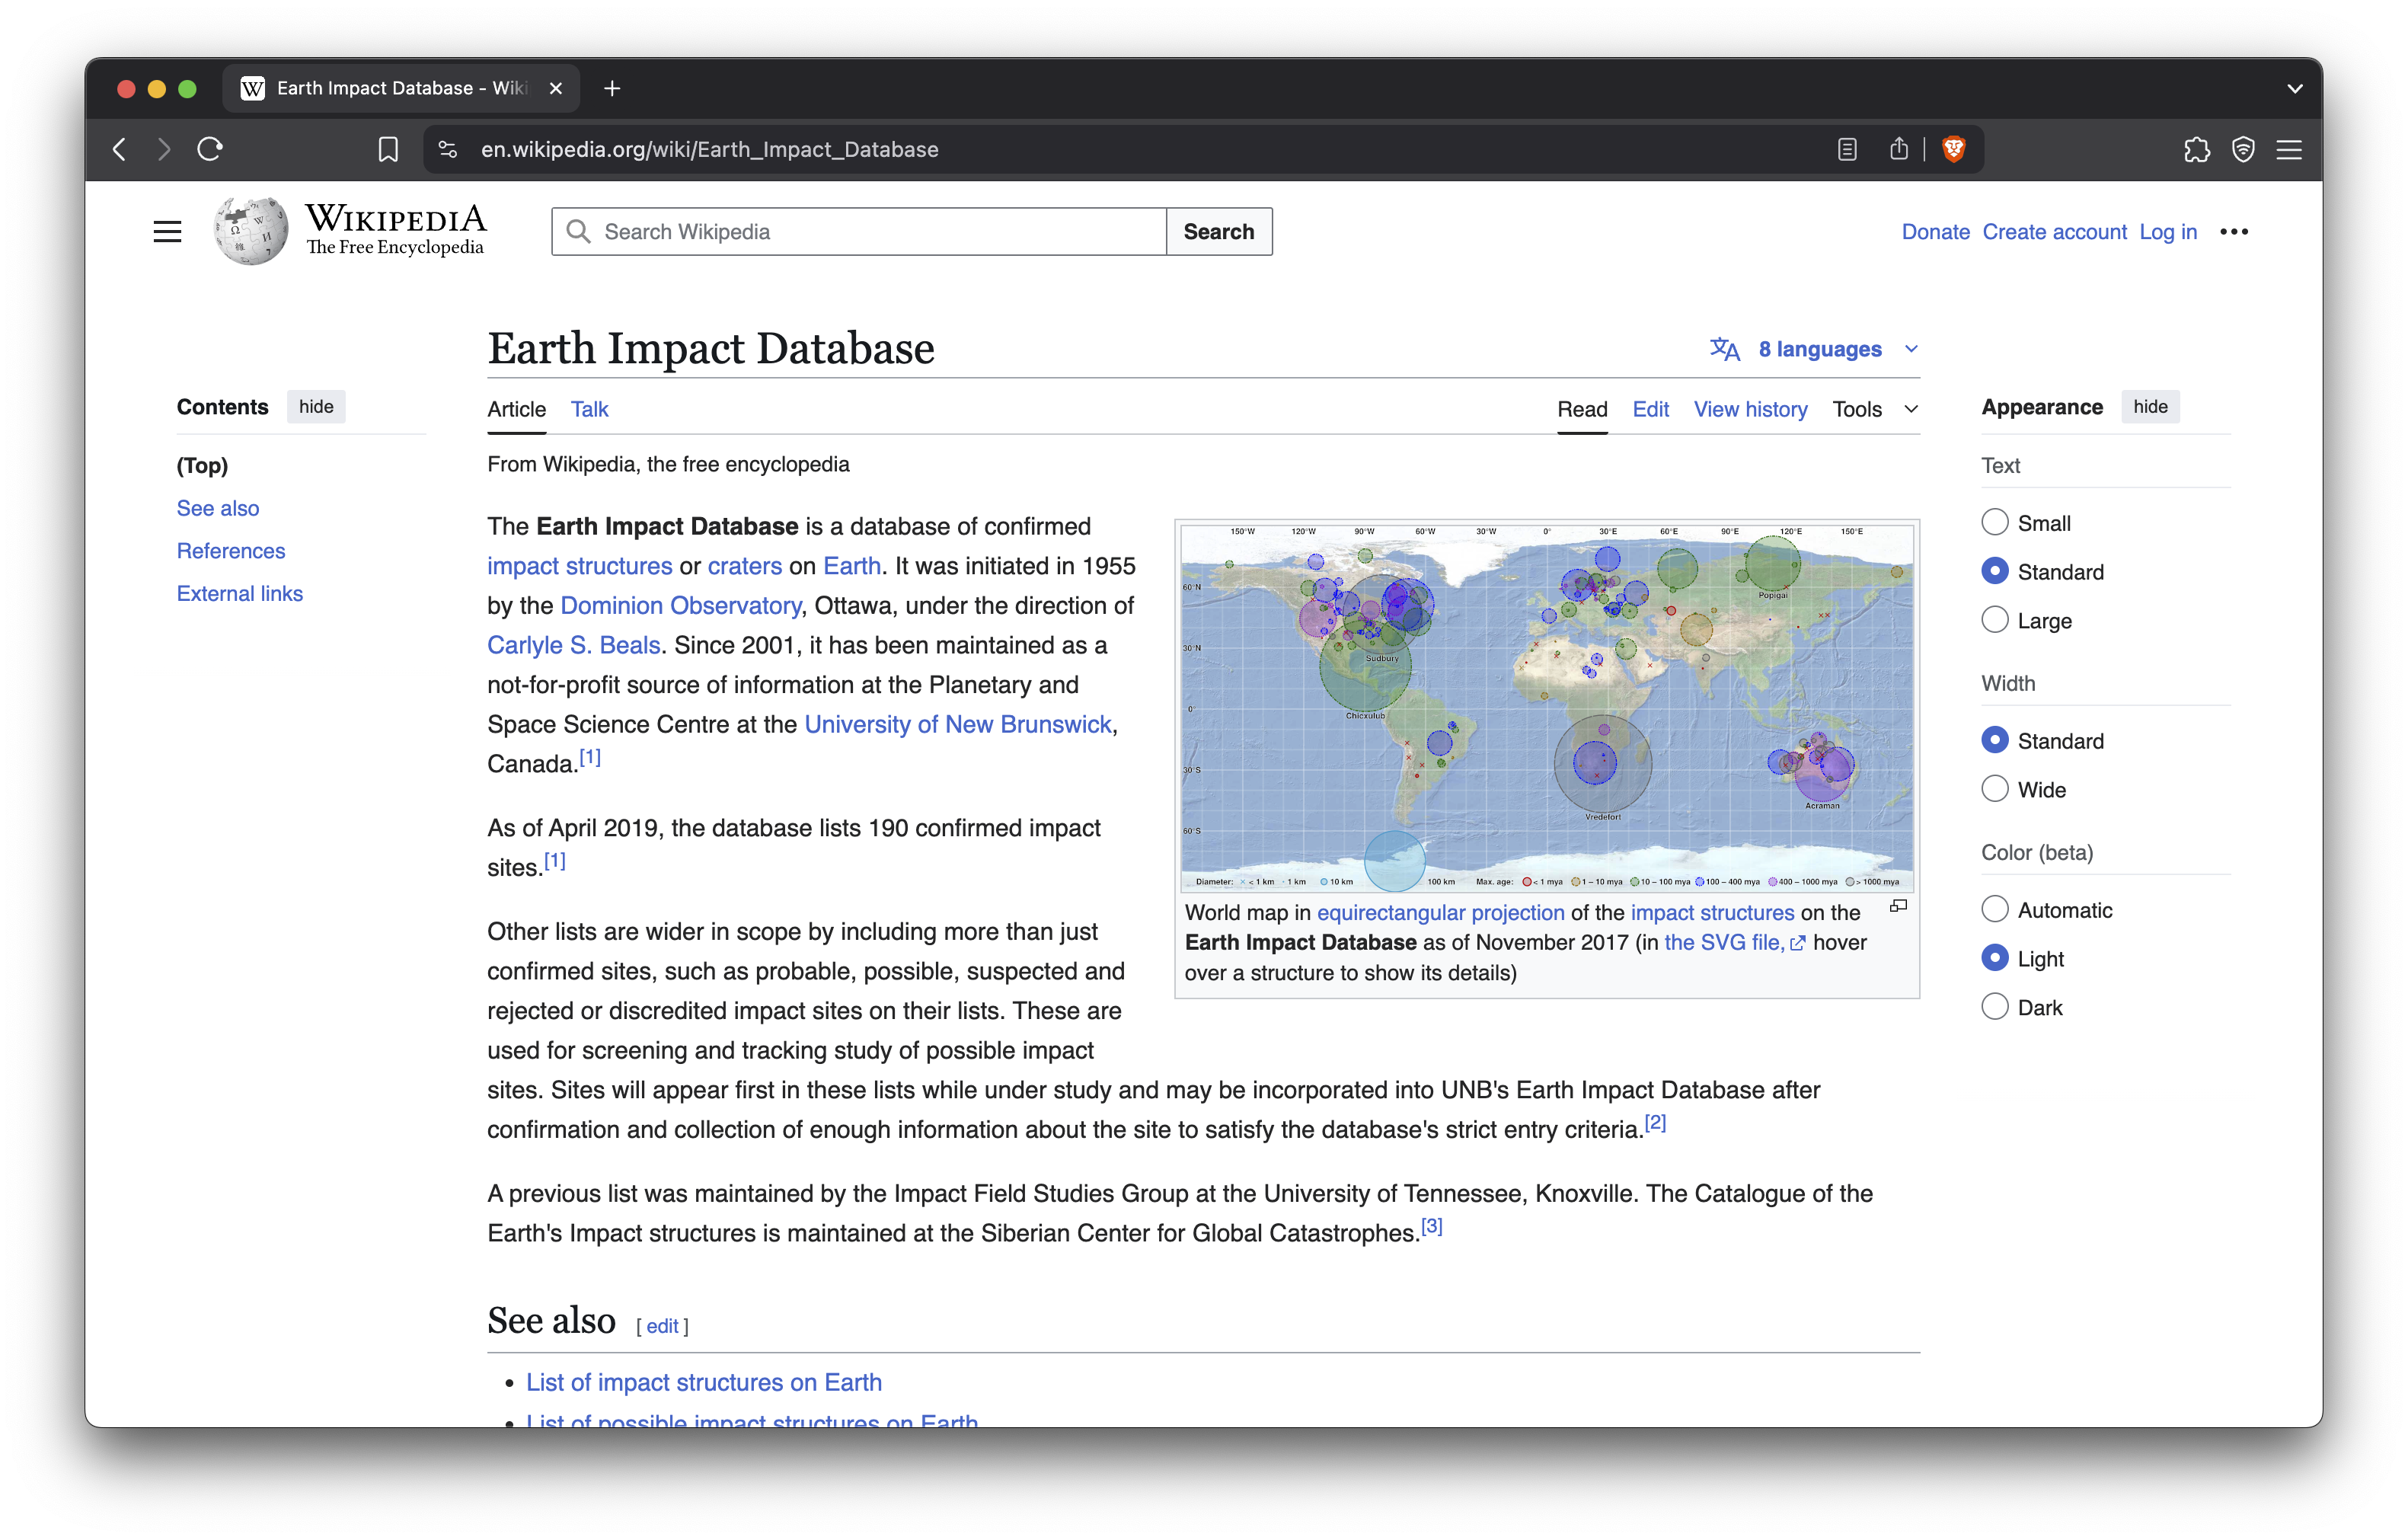 Earth Impact Database - Wiki
en.wikipedia.org/wiki/Earth_Impact_Database
WIKIPEDIA
The Free Encyclopedia
Search Wikipedia
Search
Donate Create account Log in
Earth Impact Database
8 languages
Contents hide
(Top)
See also
References
External links
Article Talk
Read Edit View history Tools
From Wikipedia, the free encyclopedia
The Earth Impact Database is a database of confirmed
impact structures or craters on Earth. It was initiated in 1955
by the Dominion Observatory, Ottawa, under the direction of
Carlyle S. Beals. Since 2001, it has been maintained as a
not-for-profit source of information at the Planetary and
Space Science Centre at the University of New Brunswick,
Canada.[1]
As of April 2019, the database lists 190 confirmed impact
sites.[1]
Other lists are wider in scope by including more than just
confirmed sites, such as probable, possible, suspected and
rejected or discredited impact sites on their lists. These are
used for screening and tracking study of possible impact
sites. Sites will appear first in these lists while under study and may be incorporated into UNB's Earth Impact Database after
confirmation and collection of enough information about the site to satisfy the database's strict entry criteria.[2]
A previous list was maintained by the Impact Field Studies Group at the University of Tennessee, Knoxville. The Catalogue of the
Earth's Impact structures is maintained at the Siberian Center for Global Catastrophes.[3]
150°W 120°W 90°W 60°W 30°W 0° 30°E 60°E 90°E 120°E 150°E
60°N
Popigai
30°N
Sudbury
0°
Chicxulub
30°S
Acraman
Vredefort
60°S
Diameter: < 1 km 1 km 10 km 100 km Max. age: < 1 mya 1 – 10 mya 10 – 100 mya 100 – 400 mya 400 – 1000 mya > 1000 mya
World map in equirectangular projection of the impact structures on the
Earth Impact Database as of November 2017 (in the SVG file, hover
over a structure to show its details)
See also [ edit ]
• List of impact structures on Earth
• List of possible impact structures on Earth
Appearance hide
Text
Small
Standard
Large
Width
Standard
Wide
Color (beta)
Automatic
Light
Dark